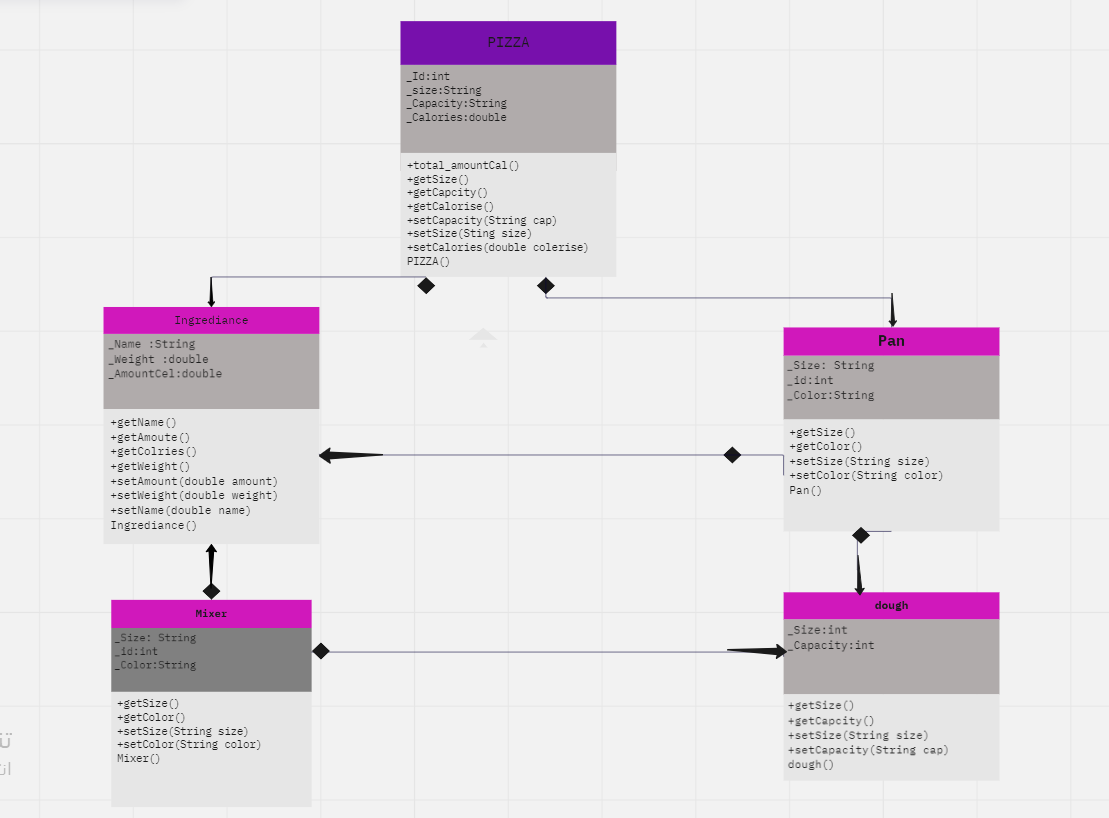 PIZZA
_Id:int
_size:String
_Capacity:String
_Calories:double
+total_amountCal()
+getSize()
+getCapcity()
+getCalorise()
+setCapacity(String cap)
+setSize(Sting size)
+setCalories(double colerise)
PIZZA()
Ingrediance
_Name :String
_Weight :double
_AmountCel:double
+getName()
+getAmoute()
+getColries()
+getWeight()
+setAmount(double amount)
+setWeight(double weight)
+setName(double name)
Ingrediance()
Pan
_Size: String
_id:int
_Color:String
+getSize()
+getColor()
+setSize(String size)
+setColor(String color)
Pan()
Mixer
_Size: String
_id:int
_Color:String
+getSize()
+getColor()
+setSize(String size)
+setColor(String color)
Mixer()
dough
_Size:int
_Capacity:int
+getSize()
+getCapcity()
+setSize(String size)
+setCapacity(String cap)
dough()